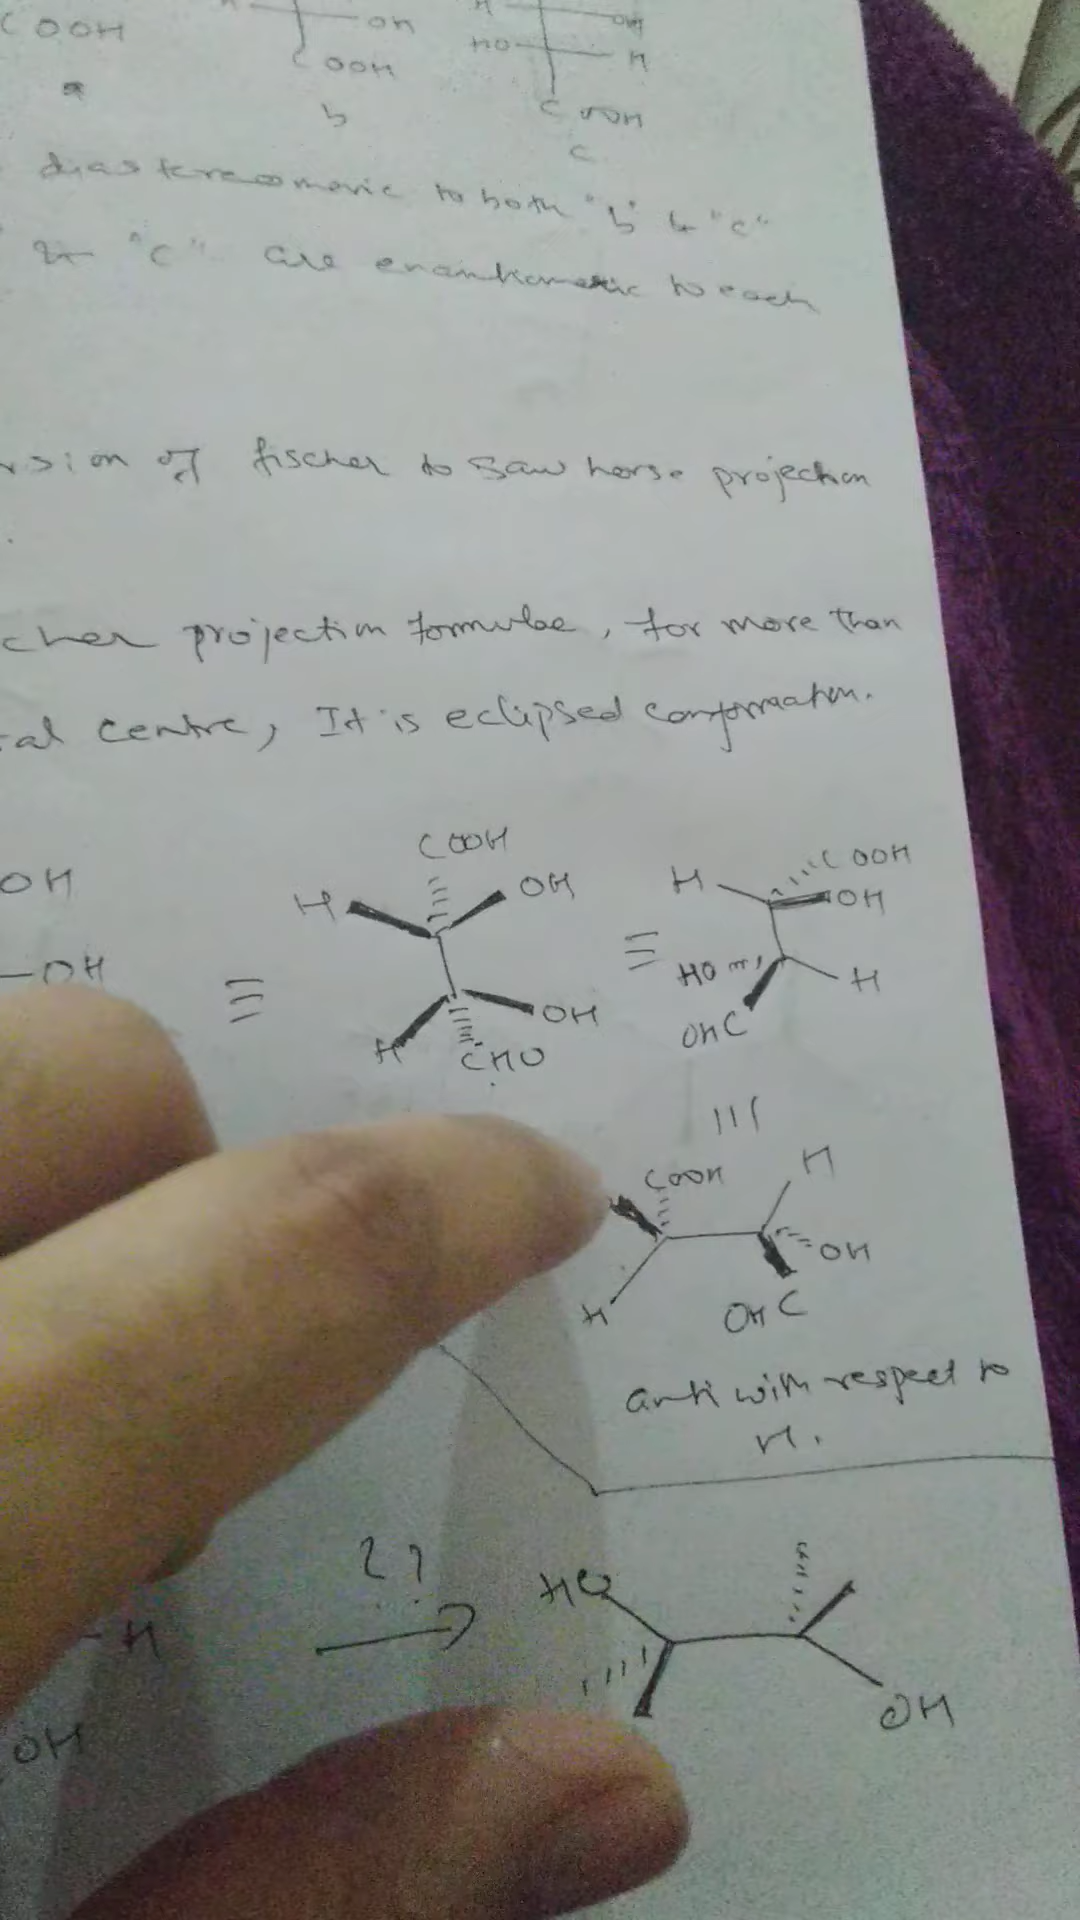 COOH
OH
COOH
b
H
OH
HO
H
COOH
c
diastereomeric to both "b" & "c"
"c" are enantiomeric to each
rsion of fischer to saw horse projection
cher projection formulae, for more than
ral centre, It is eclipsed conformation.
OH
OH
≡
COOH
H
OH
H
OH
CHO
≡
H
COOH
OH
HO
H
OHC
COOH
H
H
OH
OHC
anti with respect to
H.
H
OH
??
HO
OH